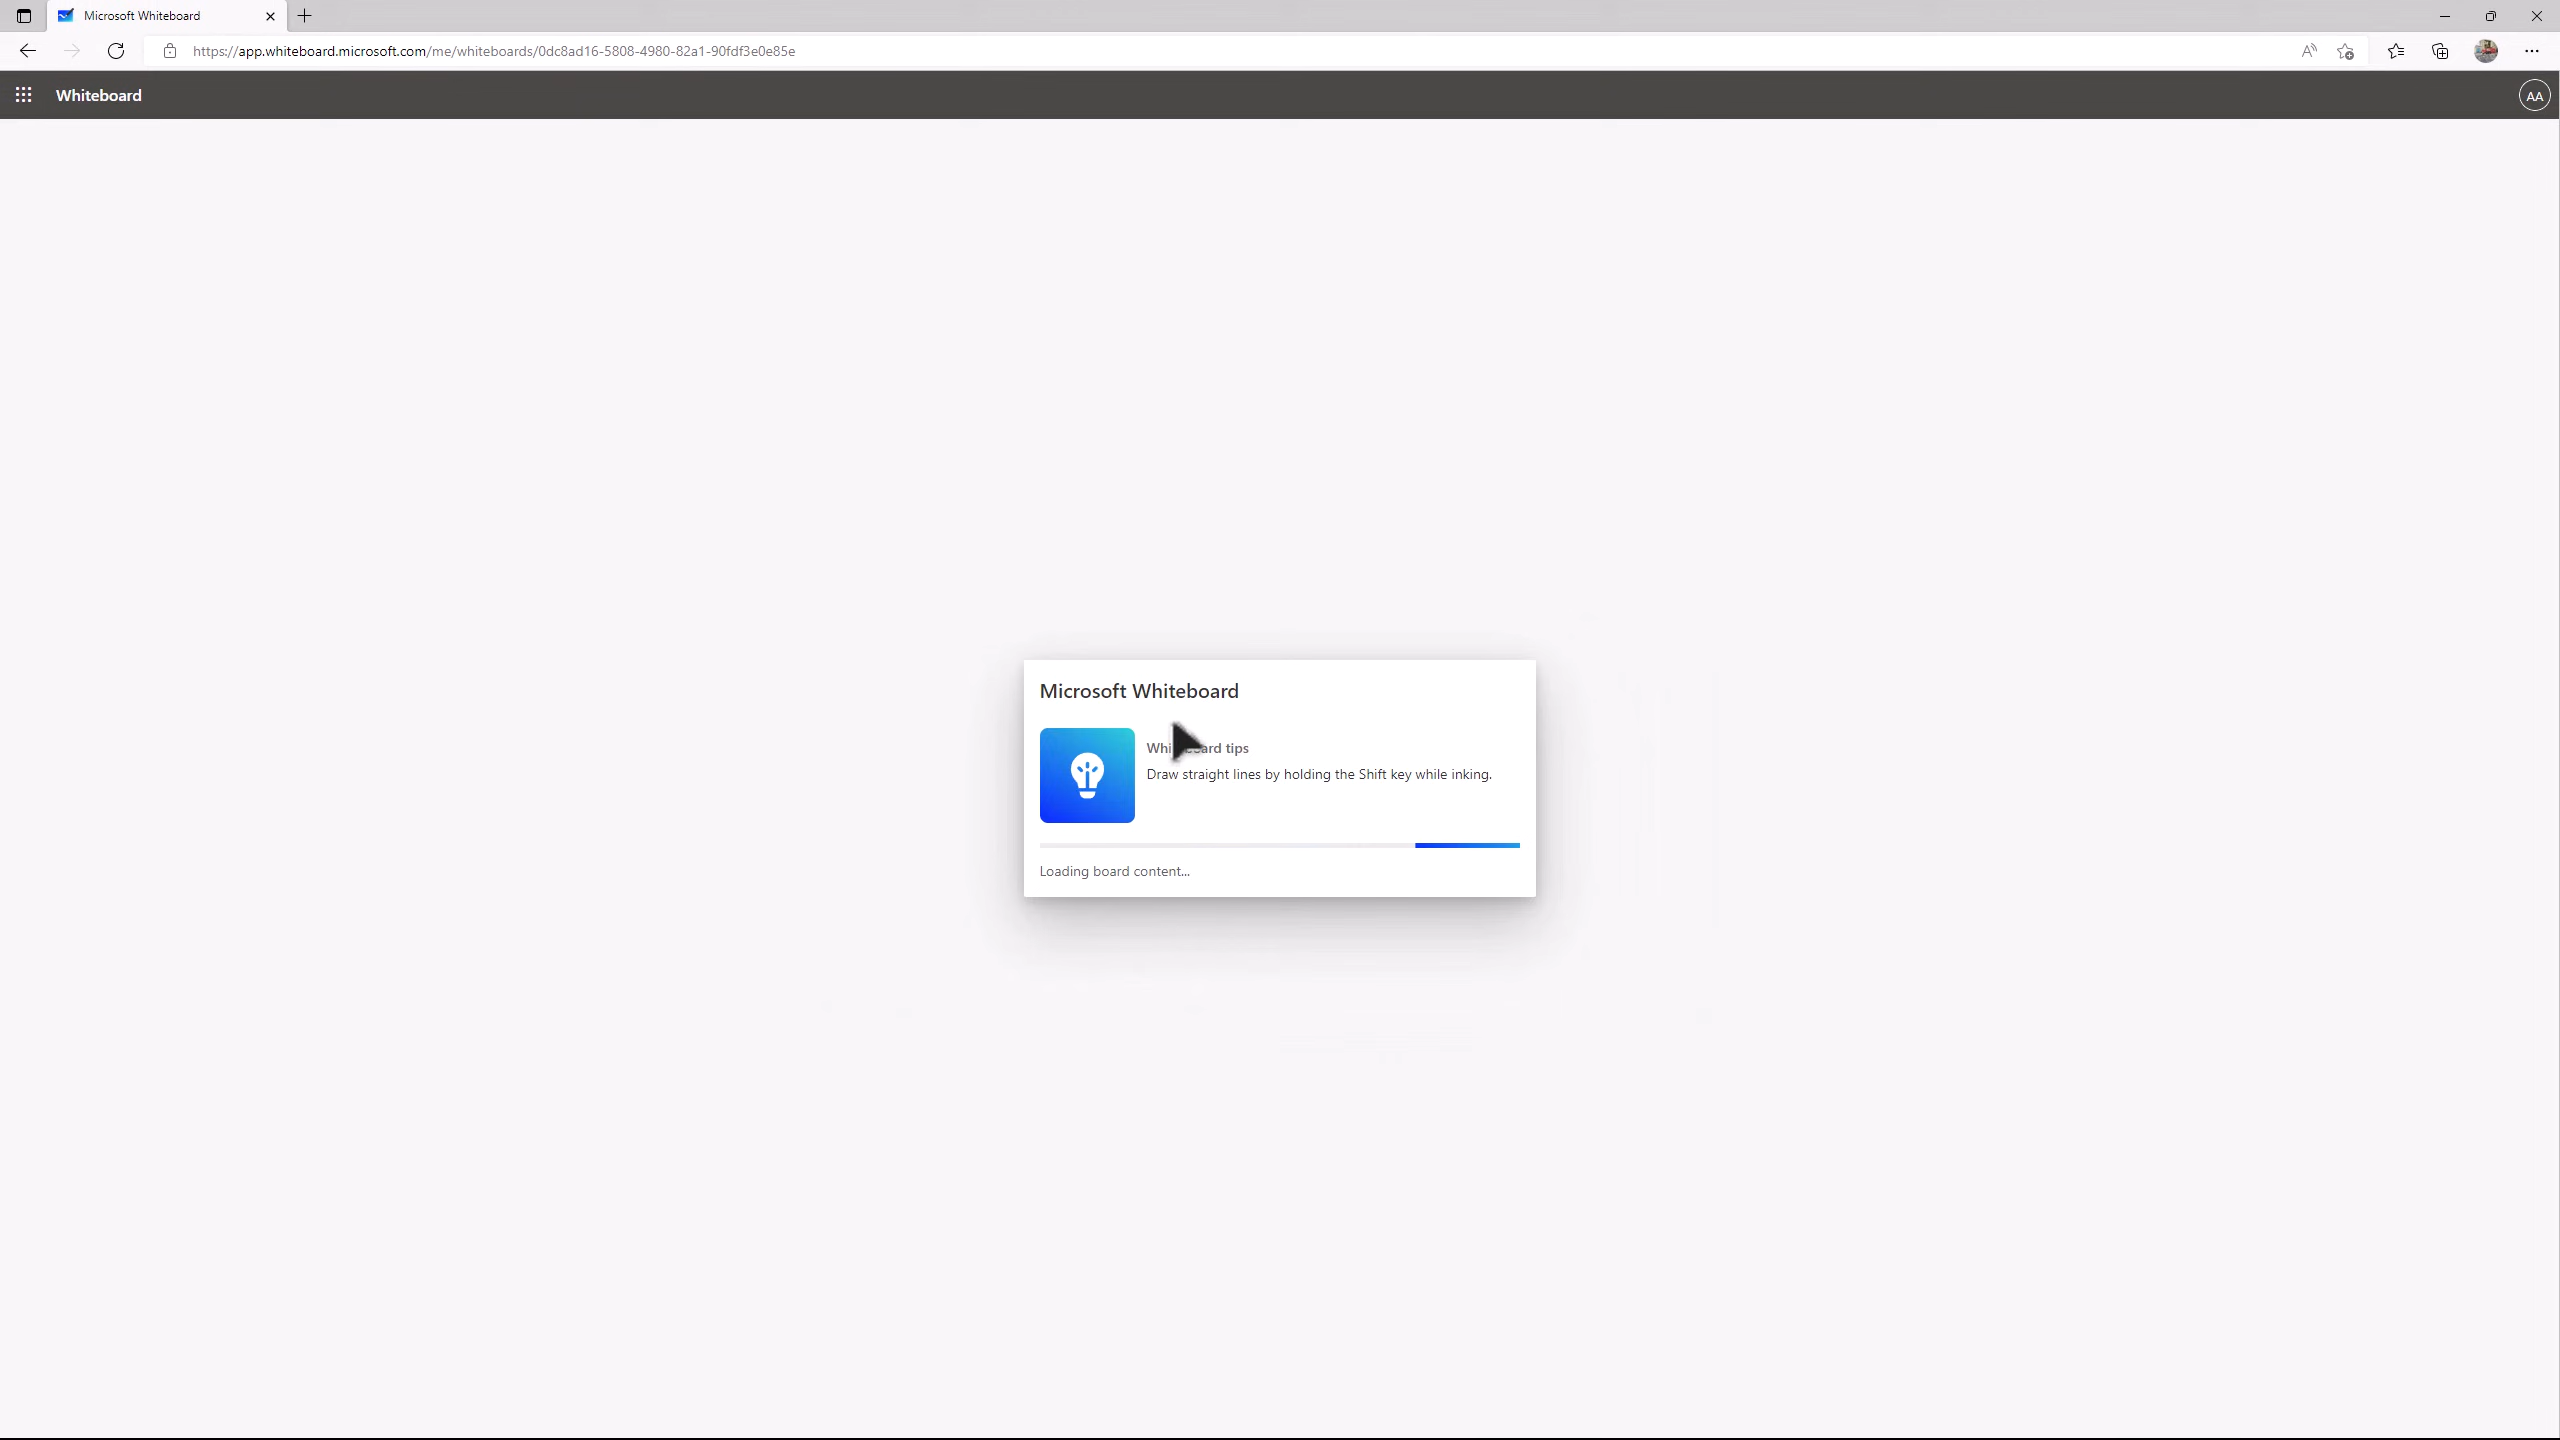 Microsoft Whiteboard
https://app.whiteboard.microsoft.com/me/whiteboards/0dc8ad16-5808-4980-82a1-90fdf3e0e85e
Whiteboard
AA
Microsoft Whiteboard
tips
Draw straight lines by holding the Shift key while inking.
Loading board content...